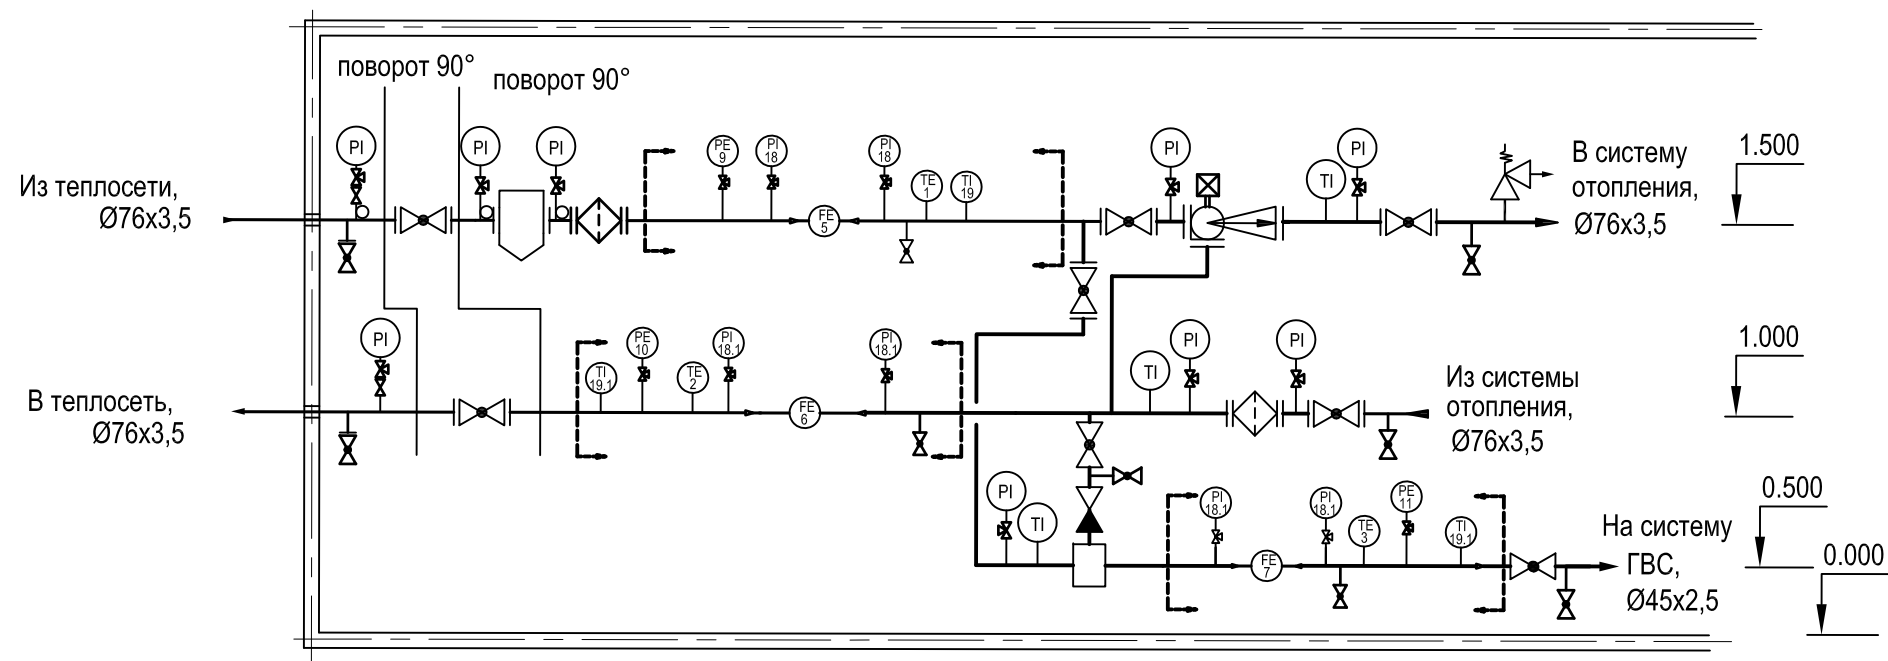 поворот 90°
поворот 90°
Из теплосети,
Ø76x3,5
PI
PI
PI
PE
9
PI
18
FE
5
PI
18
TE
1
TI
19
PI
TI
PI
В систему
отопления,
Ø76x3,5
1.500
В теплосеть,
Ø76x3,5
PI
TI
19.1
PE
10
TE
2
PI
18.1
FE
6
PI
18.1
TI
PI
PI
Из системы
отопления,
Ø76x3,5
1.000
PI
TI
PI
18.1
FE
7
PI
18.1
TE
3
PE
11
TI
19.1
На систему
ГВС,
Ø45x2,5
0.500
0.000